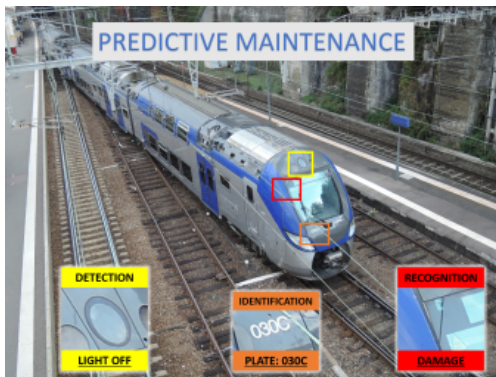 PREDICTIVE MAINTENANCE
DETECTION
LIGHT OFF
IDENTIFICATION
030C
PLATE: 030C
RECOGNITION
DAMAGE